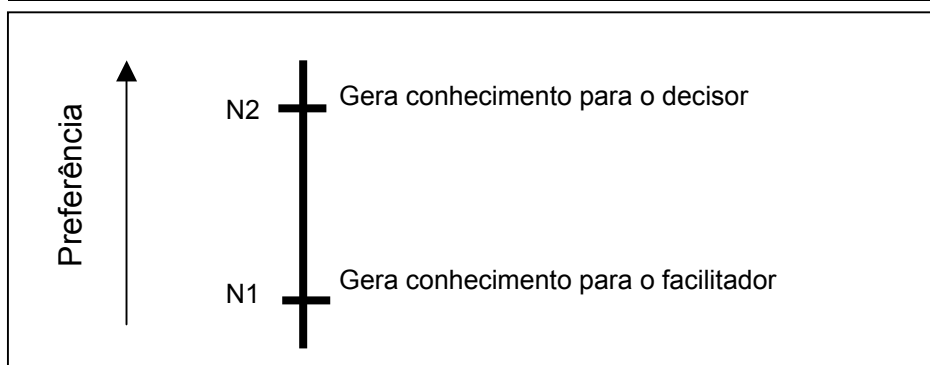 Preferência
N2
Gera conhecimento para o decisor
N1
Gera conhecimento para o facilitador